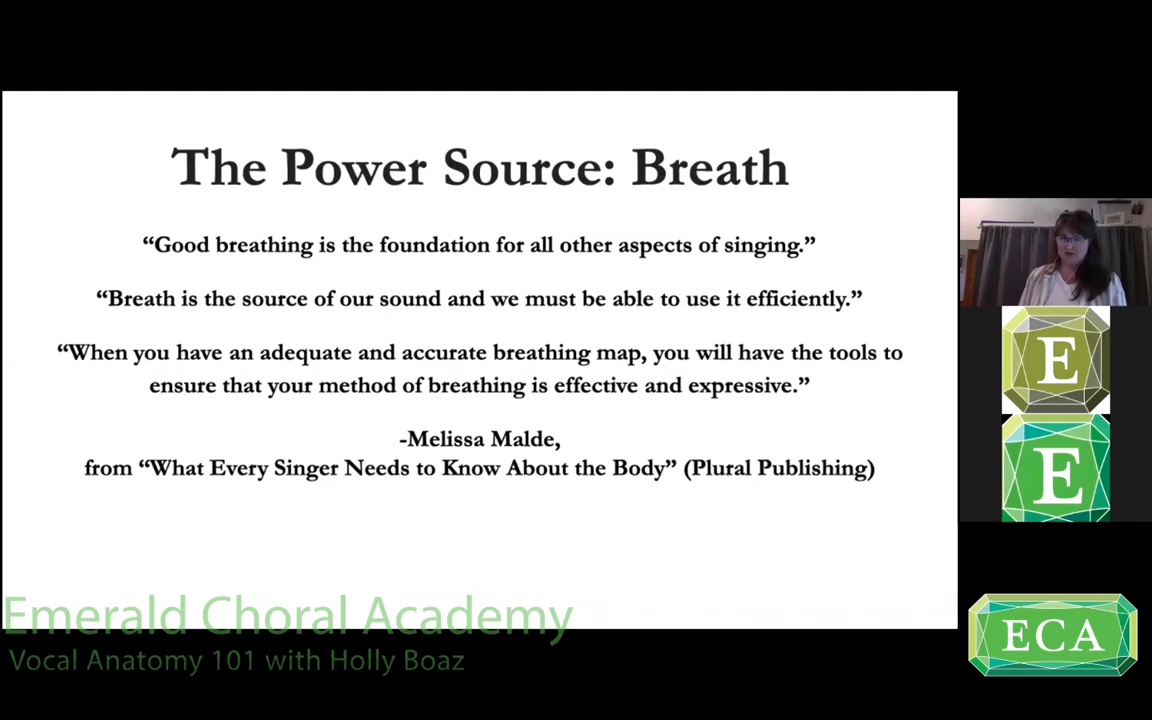 The Power Source: Breath
“Good breathing is the foundation for all other aspects of singing.”
“Breath is the source of our sound and we must be able to use it efficiently.”
“When you have an adequate and accurate breathing map, you will have the tools to
ensure that your method of breathing is effective and expressive.”
-Melissa Malde,
from “What Every Singer Needs to Know About the Body” (Plural Publishing)
E
E
Emerald Choral Academy
Vocal Anatomy 101 with Holly Boaz
ECA